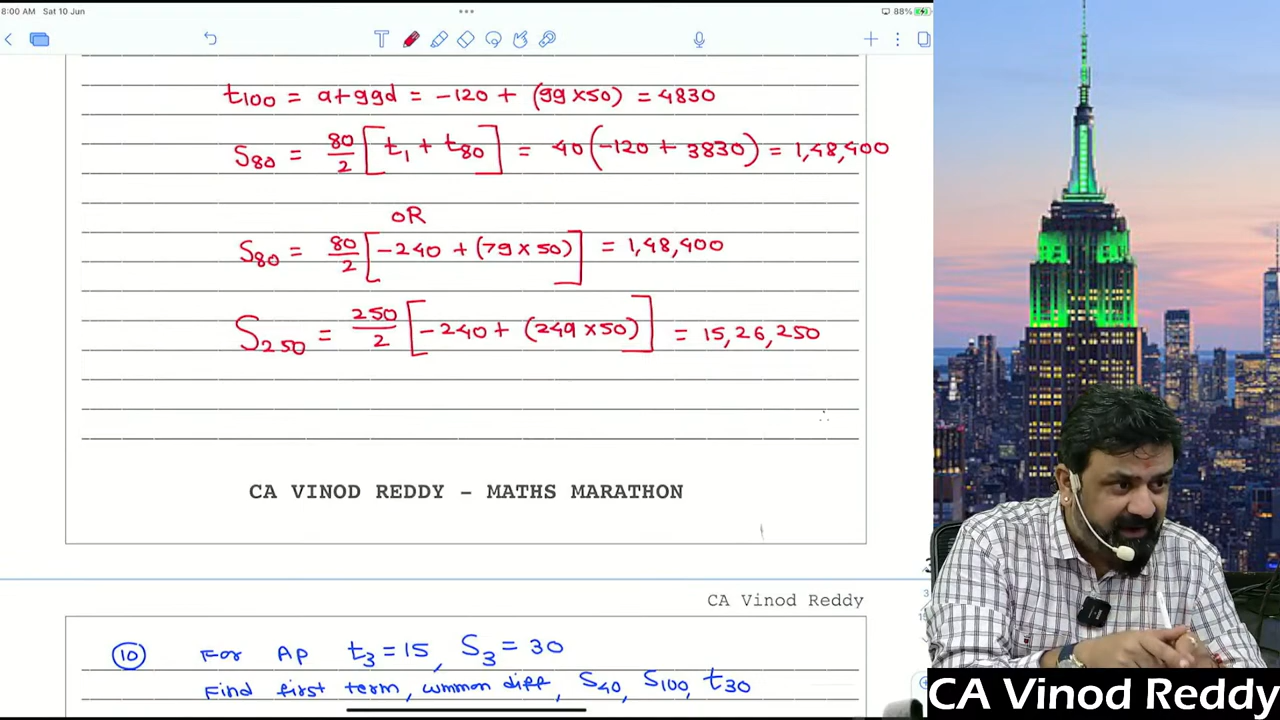 8:00 AM Sat 10 Jun
88%
t100 = a+99d = -120 + (99 x50) = 4830
S80 = 80/2 [t1 + t80] = 40(-120 + 3830) = 1,48,400
OR
S80 = 80/2 [-240 + (79 x 50)] = 1,48,400
S250 = 250/2 [-240+ (249 x50)] = 15,26,250
CA VINOD REDDY - MATHS MARATHON
CA Vinod Reddy
10 For AP t3 = 15, S3 = 30
Find first term, common diff, S40, S100, t30
CA Vinod Reddy